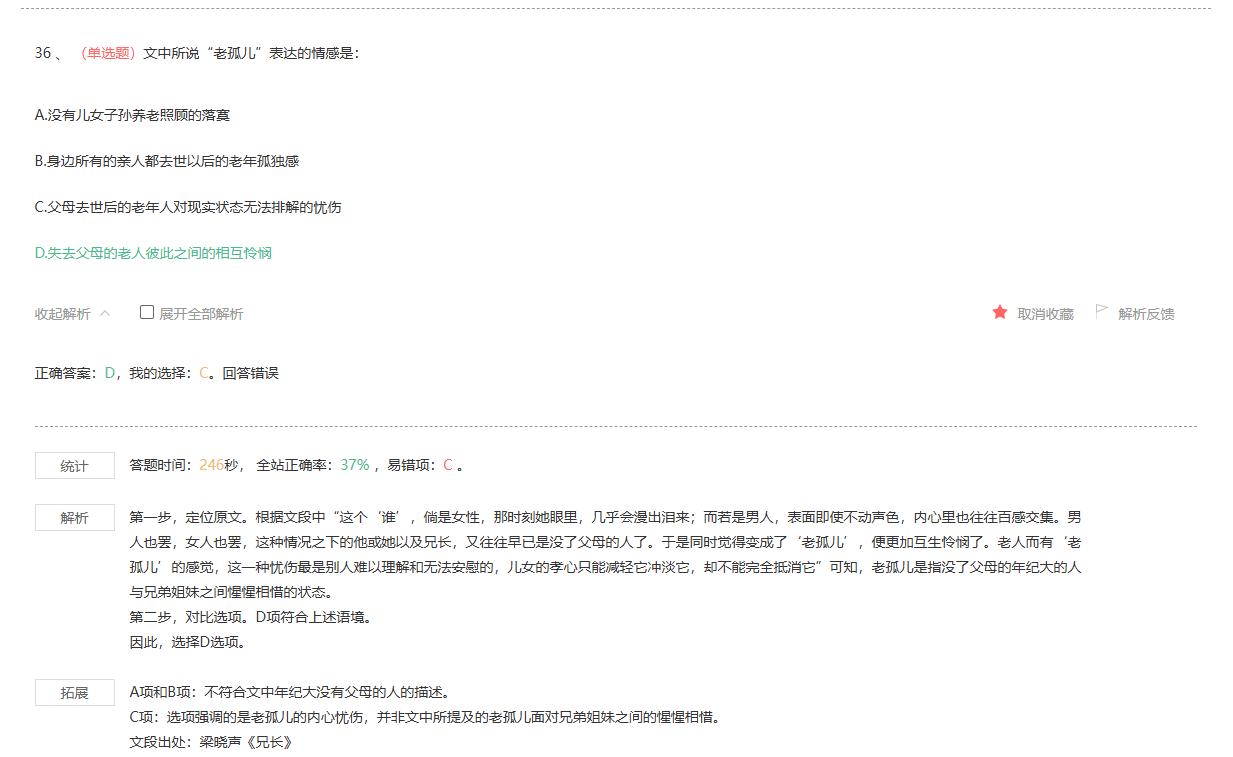 36 、 （单选题）文中所说“老孤儿”表达的情感是：
A.没有儿女子孙养老照顾的落寞
B.身边所有的亲人都去世以后的老年孤独感
C.父母去世后的老年人对现实状态无法排解的忧伤
D.失去父母的老人彼此之间的相互怜悯
收起解析 展开全部解析 取消收藏 解析反馈
正确答案：D，我的选择：C。回答错误
统计 答题时间：246秒， 全站正确率：37% ，易错项：C 。
解析 第一步，定位原文。根据文段中“这个‘谁’，倘是女性，那时刻她眼里，几乎会漫出泪来；而若是男人，表面即使不动声色，内心里也往往百感交集。男
人也罢，女人也罢，这种情况之下的他或她以及兄长，又往往早已是没了父母的人了。于是同时觉得变成了‘老孤儿’，便更加互生怜悯了。老人而有‘老
孤儿’的感觉，这一种忧伤最是别人难以理解和无法安慰的，儿女的孝心只能减轻它冲淡它，却不能完全抵消它”可知，老孤儿是指没了父母的年纪大的人
与兄弟姐妹之间惺惺相惜的状态。
第二步，对比选项。D项符合上述语境。
因此，选择D选项。
拓展 A项和B项：不符合文中年纪大没有父母的人的描述。
C项：选项强调的是老孤儿的内心忧伤，并非文中所提及的老孤儿面对兄弟姐妹之间的惺惺相惜。
文段出处：梁晓声《兄长》